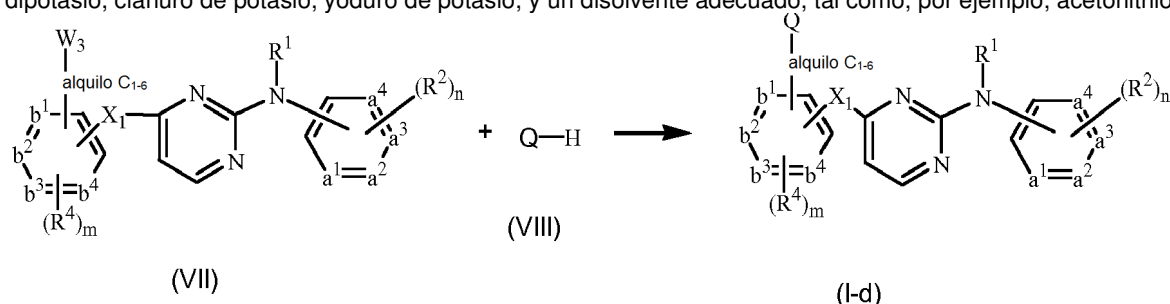 dipotasio, cianuro de potasio, yoduro de potasio, y un disolvente adecuado, tal como, por ejemplo, acetonitrilo
W3
alquilo C1-6
b1
b2
b3
b4
(R4)m
X1
N
N
R1
N
a4
a3
a2
a1
(R2)n
(VII)
+
Q—H
(VIII)
Q
alquilo C1-6
b1
b2
b3
b4
(R4)m
X1
N
N
R1
N
a4
a3
a2
a1
(R2)n
(I-d)